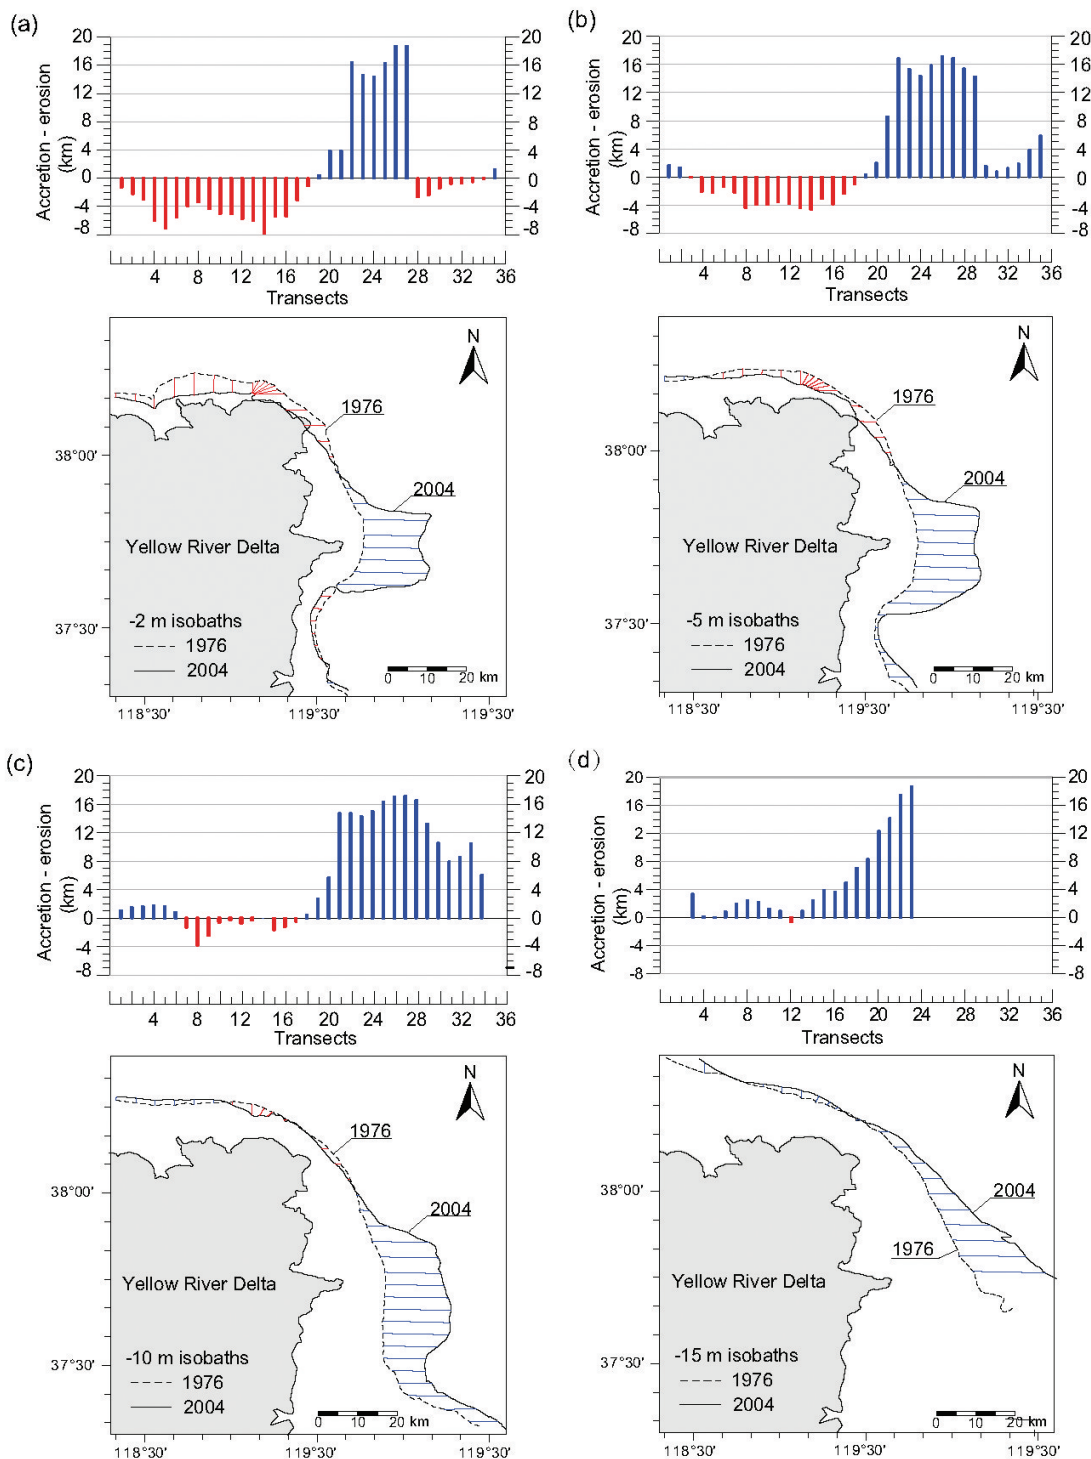 (a)
Accretion - erosion
(km)
20 20
16 16
12 12
8 8
4 4
0 0
-4 -4
-8 -8
4 8 12 16 20 24 28 32 36
Transects
N
1976
38°00'
2004
Yellow River Delta
37°30'
-2 m isobaths
1976
2004
0 10 20 km
118°30' 119°30' 119°30'
(b)
Accretion - erosion
(km)
20 20
16 16
12 12
8 8
4 4
0 0
-4 -4
-8 -8
4 8 12 16 20 24 28 32 36
Transects
N
1976
38°00'
2004
Yellow River Delta
37°30'
-5 m isobaths
1976
2004
0 10 20 km
118°30' 119°30' 119°30'
(c)
Accretion - erosion
(km)
20 20
16 16
12 12
8 8
4 4
0 0
-4 -4
-8 -8
4 8 12 16 20 24 28 32 36
Transects
N
1976
38°00'
2004
Yellow River Delta
37°30'
-10 m isobaths
1976
2004
0 10 20 km
118°30' 119°30' 119°30'
(d)
Accretion - erosion
(km)
20 20
16 16
2 12
8 8
4 4
0 0
-4 -4
-8 -8
4 8 12 16 20 24 28 32 36
Transects
N
38°00'
2004
1976
Yellow River Delta
37°30'
-15 m isobaths
1976
2004
0 10 20 km
118°30' 119°30' 119°30'